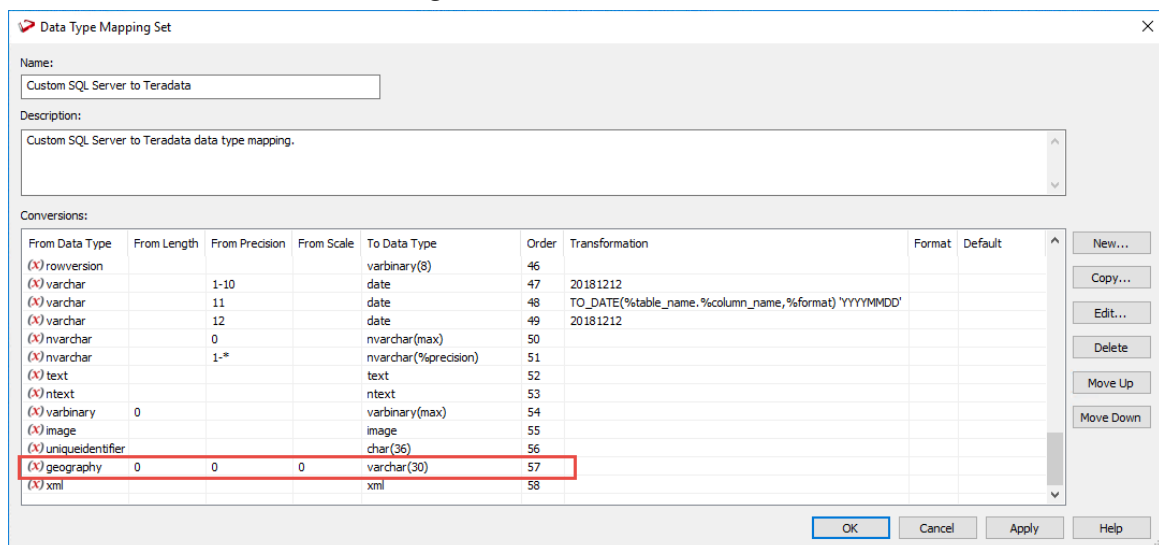 Data Type Mapping Set
Name:
Custom SQL Server to Teradata
Description:
Custom SQL Server to Teradata data type mapping.
Conversions:
From Data Type From Length From Precision From Scale To Data Type Order Transformation Format Default
(x) rowversion varbinary(8) 46
(x) varchar 1-10 date 47 20181212
(x) varchar 11 date 48 TO_DATE(%table_name.%column_name,%format) 'YYYYMMDD'
(x) varchar 12 date 49 20181212
(x) nvarchar 0 nvarchar(max) 50
(x) nvarchar 1-* nvarchar(%precision) 51
(x) text text 52
(x) ntext ntext 53
(x) varbinary 0 varbinary(max) 54
(x) image image 55
(x) uniqueidentifier char(36) 56
(x) geography 0 0 0 varchar(30) 57
(x) xml xml 58
New...
Copy...
Edit...
Delete
Move Up
Move Down
OK Cancel Apply Help